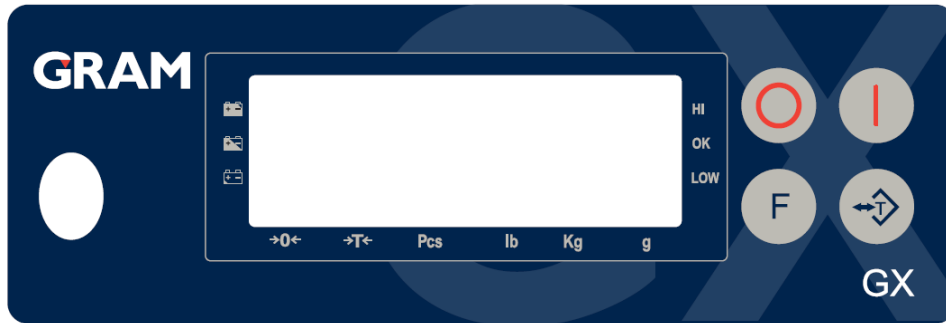 GRAM
HI
OK
LOW
→0← →T← Pcs lb Kg g
F T
GX